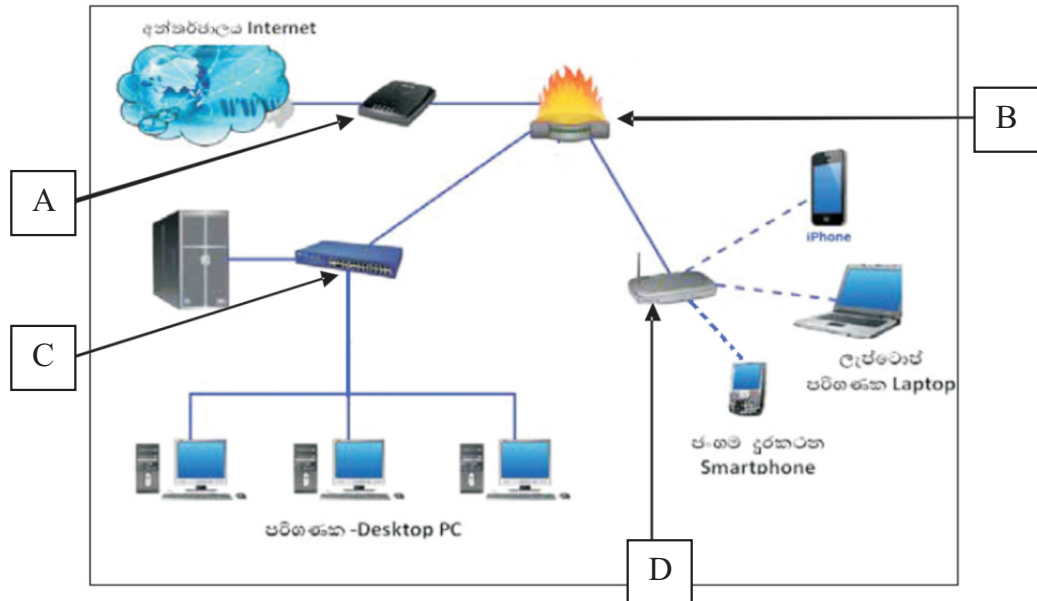 අන්තර්ජාලය Internet
B
A
iPhone
C
ලැප්ටොප්
පරිගණක Laptop
ජංගම දුරකථන
Smartphone
පරිගණක -Desktop PC
D